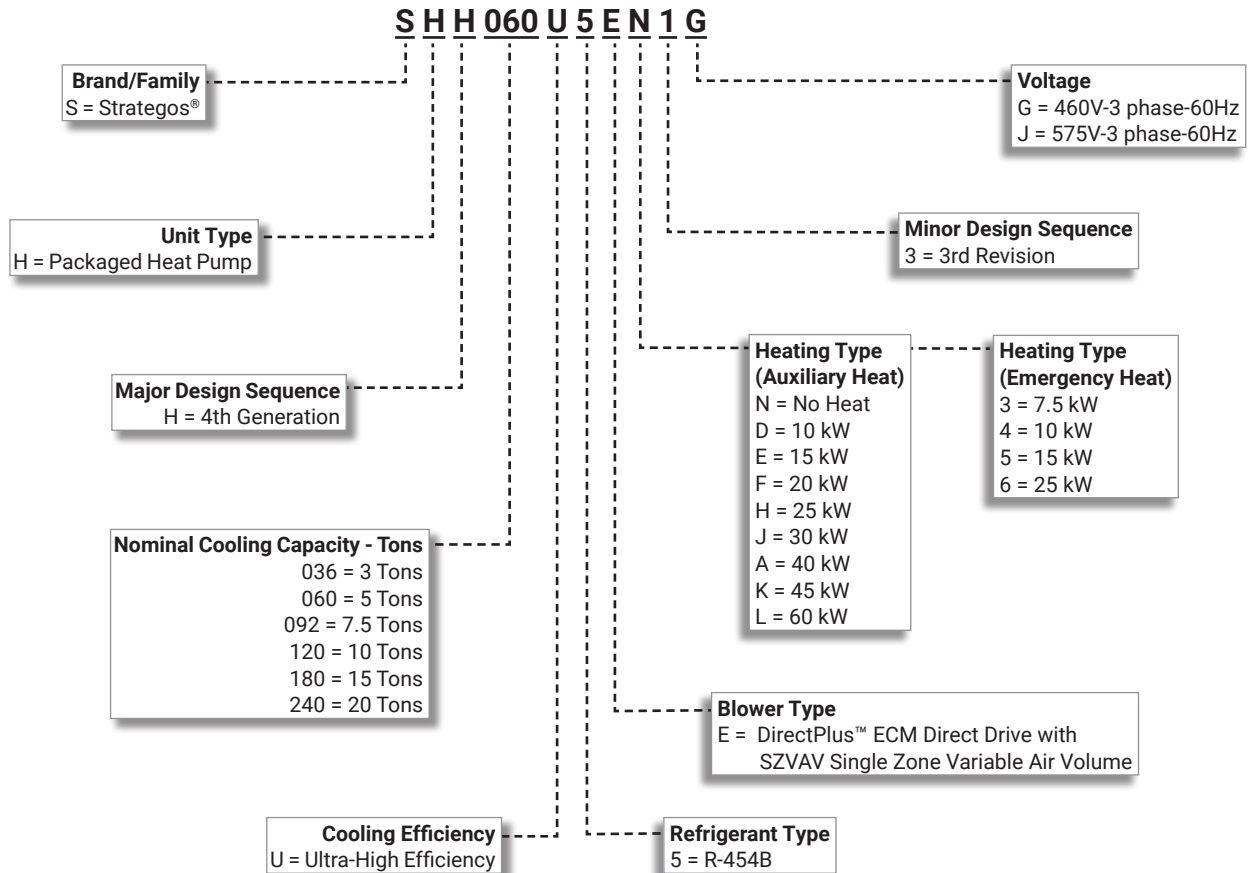 S H H 060 U 5 E N 1 G
Brand/Family
S = Strategos®
Voltage
G = 460V-3 phase-60Hz
J = 575V-3 phase-60Hz
Unit Type
H = Packaged Heat Pump
Minor Design Sequence
3 = 3rd Revision
Major Design Sequence
H = 4th Generation
Heating Type
(Auxiliary Heat)
N = No Heat
D = 10 kW
E = 15 kW
F = 20 kW
H = 25 kW
J = 30 kW
A = 40 kW
K = 45 kW
L = 60 kW
Heating Type
(Emergency Heat)
3 = 7.5 kW
4 = 10 kW
5 = 15 kW
6 = 25 kW
Nominal Cooling Capacity - Tons
036 = 3 Tons
060 = 5 Tons
092 = 7.5 Tons
120 = 10 Tons
180 = 15 Tons
240 = 20 Tons
Blower Type
E = DirectPlus™ ECM Direct Drive with
SZVAV Single Zone Variable Air Volume
Cooling Efficiency
U = Ultra-High Efficiency
Refrigerant Type
5 = R-454B